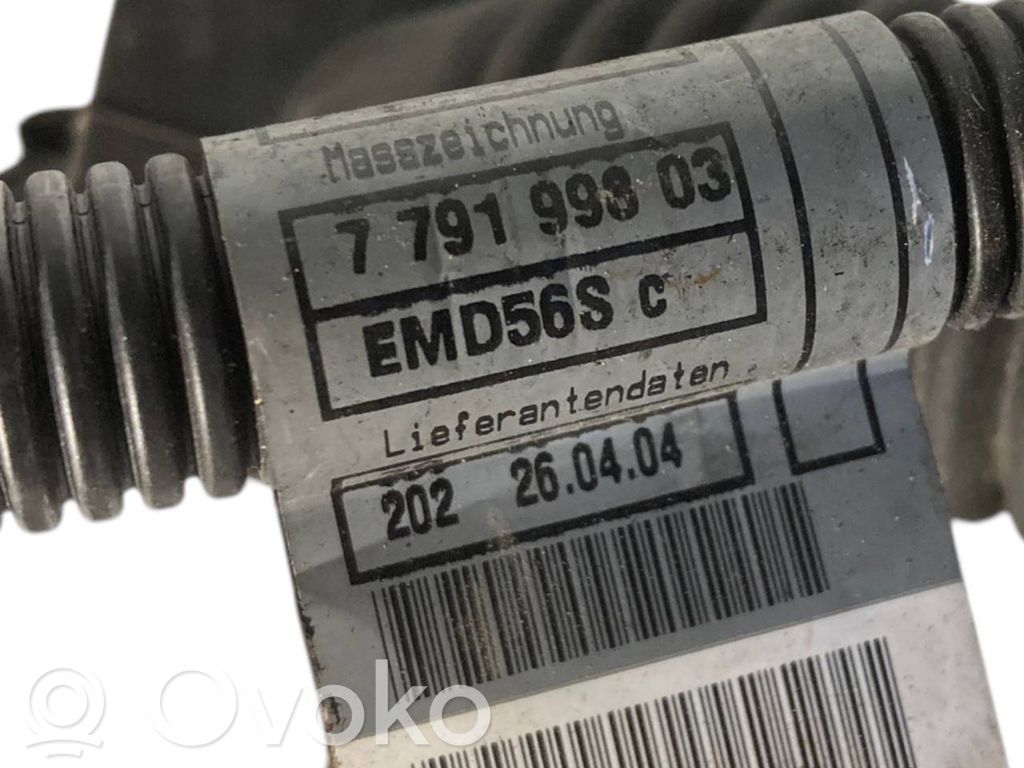 Masszeichnung
7 791 998 03
EMD56S C
Lieferantendaten
202 26.04.04
Ovoko